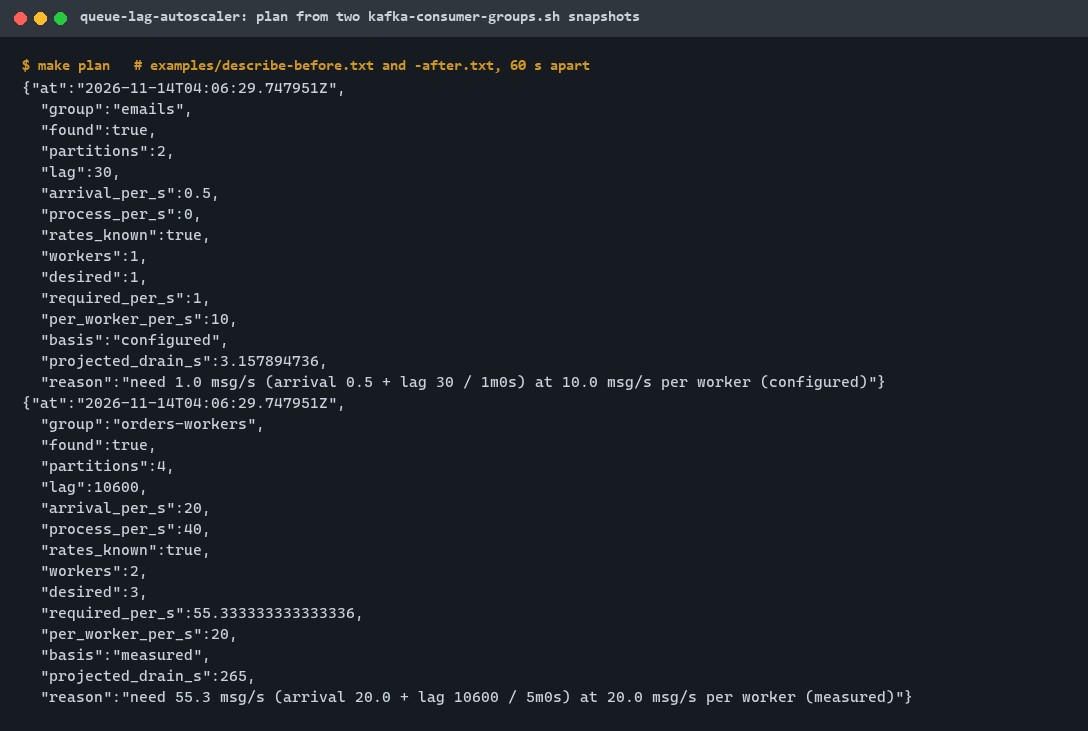 queue-lag-autoscaler: plan from two kafka-consumer-groups.sh snapshots
$ make plan   # examples/describe-before.txt and -after.txt, 60 s apart
{"at":"2026-11-14T04:06:29.747951Z",
  "group":"emails",
  "found":true,
  "partitions":2,
  "lag":30,
  "arrival_per_s":0.5,
  "process_per_s":0,
  "rates_known":true,
  "workers":1,
  "desired":1,
  "required_per_s":1,
  "per_worker_per_s":10,
  "basis":"configured",
  "projected_drain_s":3.157894736,
  "reason":"need 1.0 msg/s (arrival 0.5 + lag 30 / 1m0s) at 10.0 msg/s per worker (configured)"}
{"at":"2026-11-14T04:06:29.747951Z",
  "group":"orders-workers",
  "found":true,
  "partitions":4,
  "lag":10600,
  "arrival_per_s":20,
  "process_per_s":40,
  "rates_known":true,
  "workers":2,
  "desired":3,
  "required_per_s":55.333333333333336,
  "per_worker_per_s":20,
  "basis":"measured",
  "projected_drain_s":265,
  "reason":"need 55.3 msg/s (arrival 20.0 + lag 10600 / 5m0s) at 20.0 msg/s per worker (measured)"}